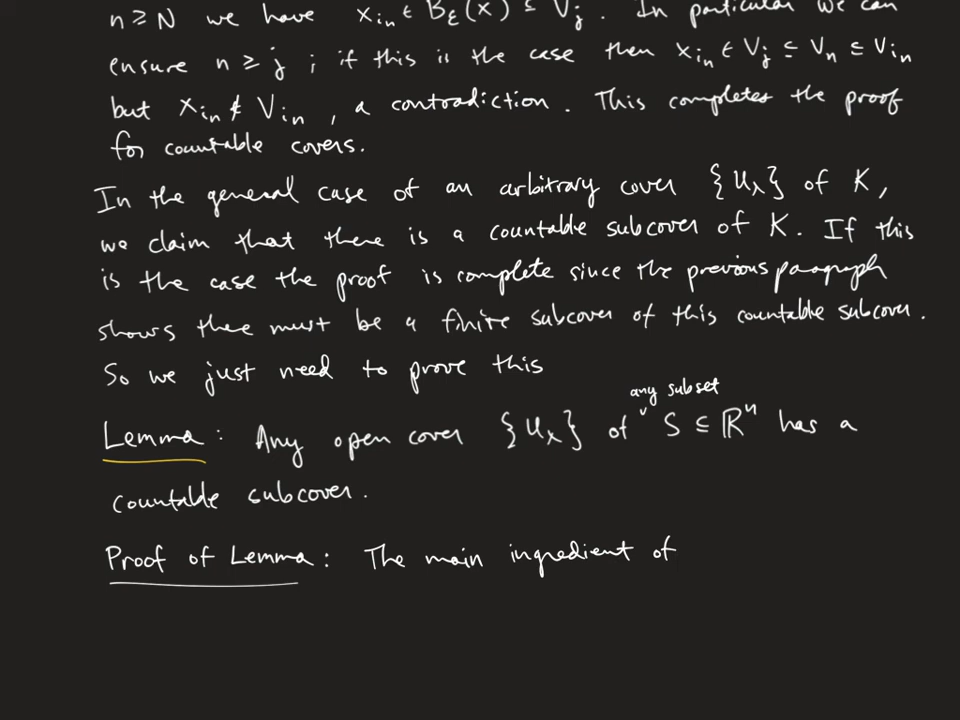 n ≥ N we have x_{i_n} ∈ B_ε(x) ⊆ V_j . In particular we can
ensure n ≥ j ; if this is the case then x_{i_n} ∈ V_j ⊆ V_n ⊆ V_{i_n}
but x_{i_n} ∉ V_{i_n} , a contradiction . This completes the proof
for countable covers.
In the general case of an arbitrary cover {U_λ} of K,
we claim that there is a countable subcover of K. If this
is the case the proof is complete since the previous paragraph
shows there must be a finite subcover of this countable subcover.
So we just need to prove this
any subset
Lemma : Any open cover {U_λ} of ᵛ S ⊆ ℝⁿ has a
countable subcover.
Proof of Lemma : The main ingredient of